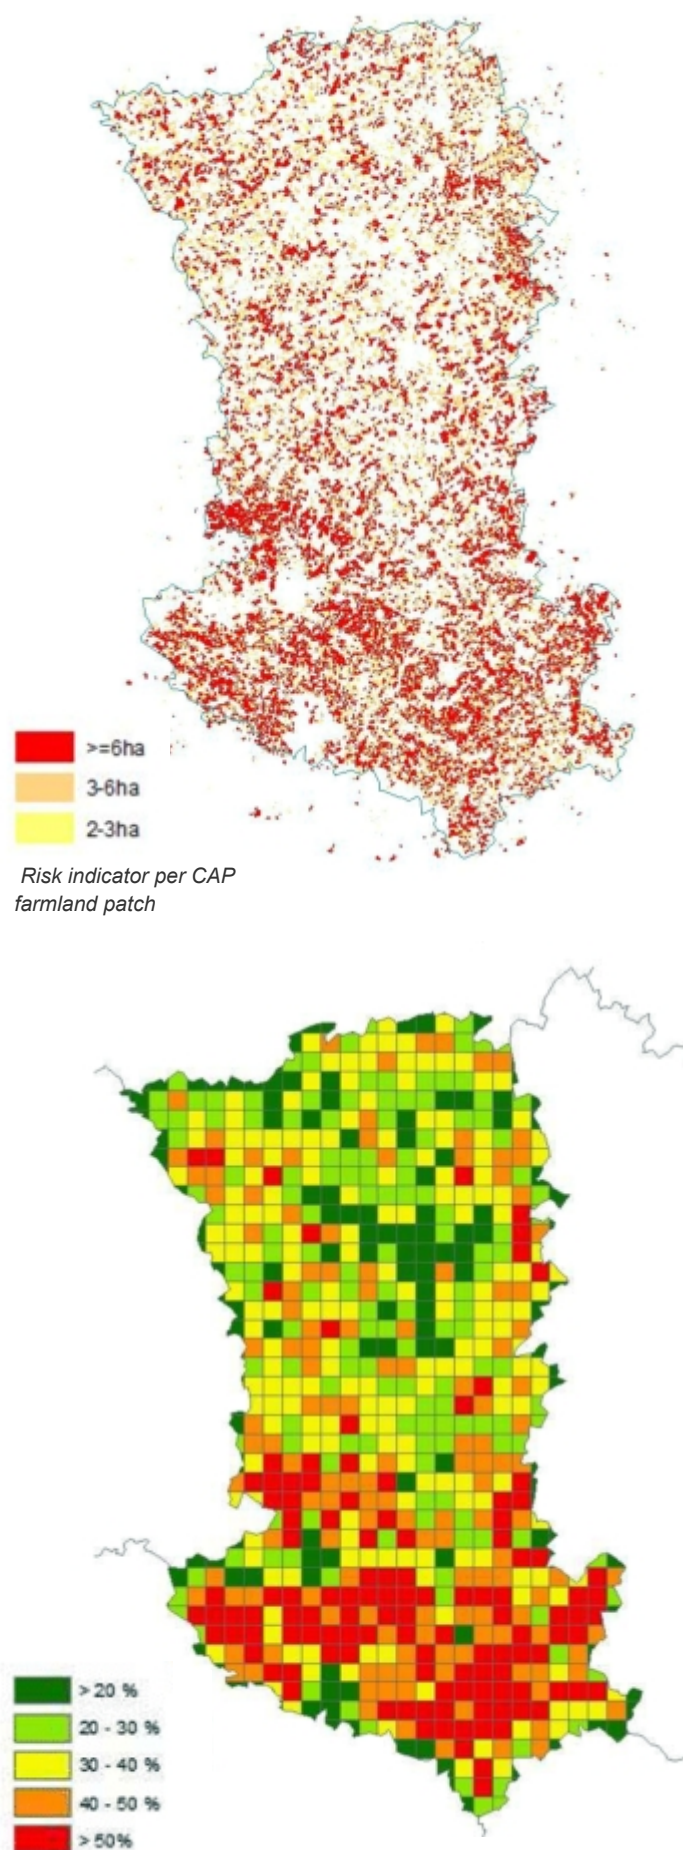 >=6ha
3-6ha
2-3ha
Risk indicator per CAP
farmland patch
> 20 %
20 - 30 %
30 - 40 %
40 - 50 %
> 50%